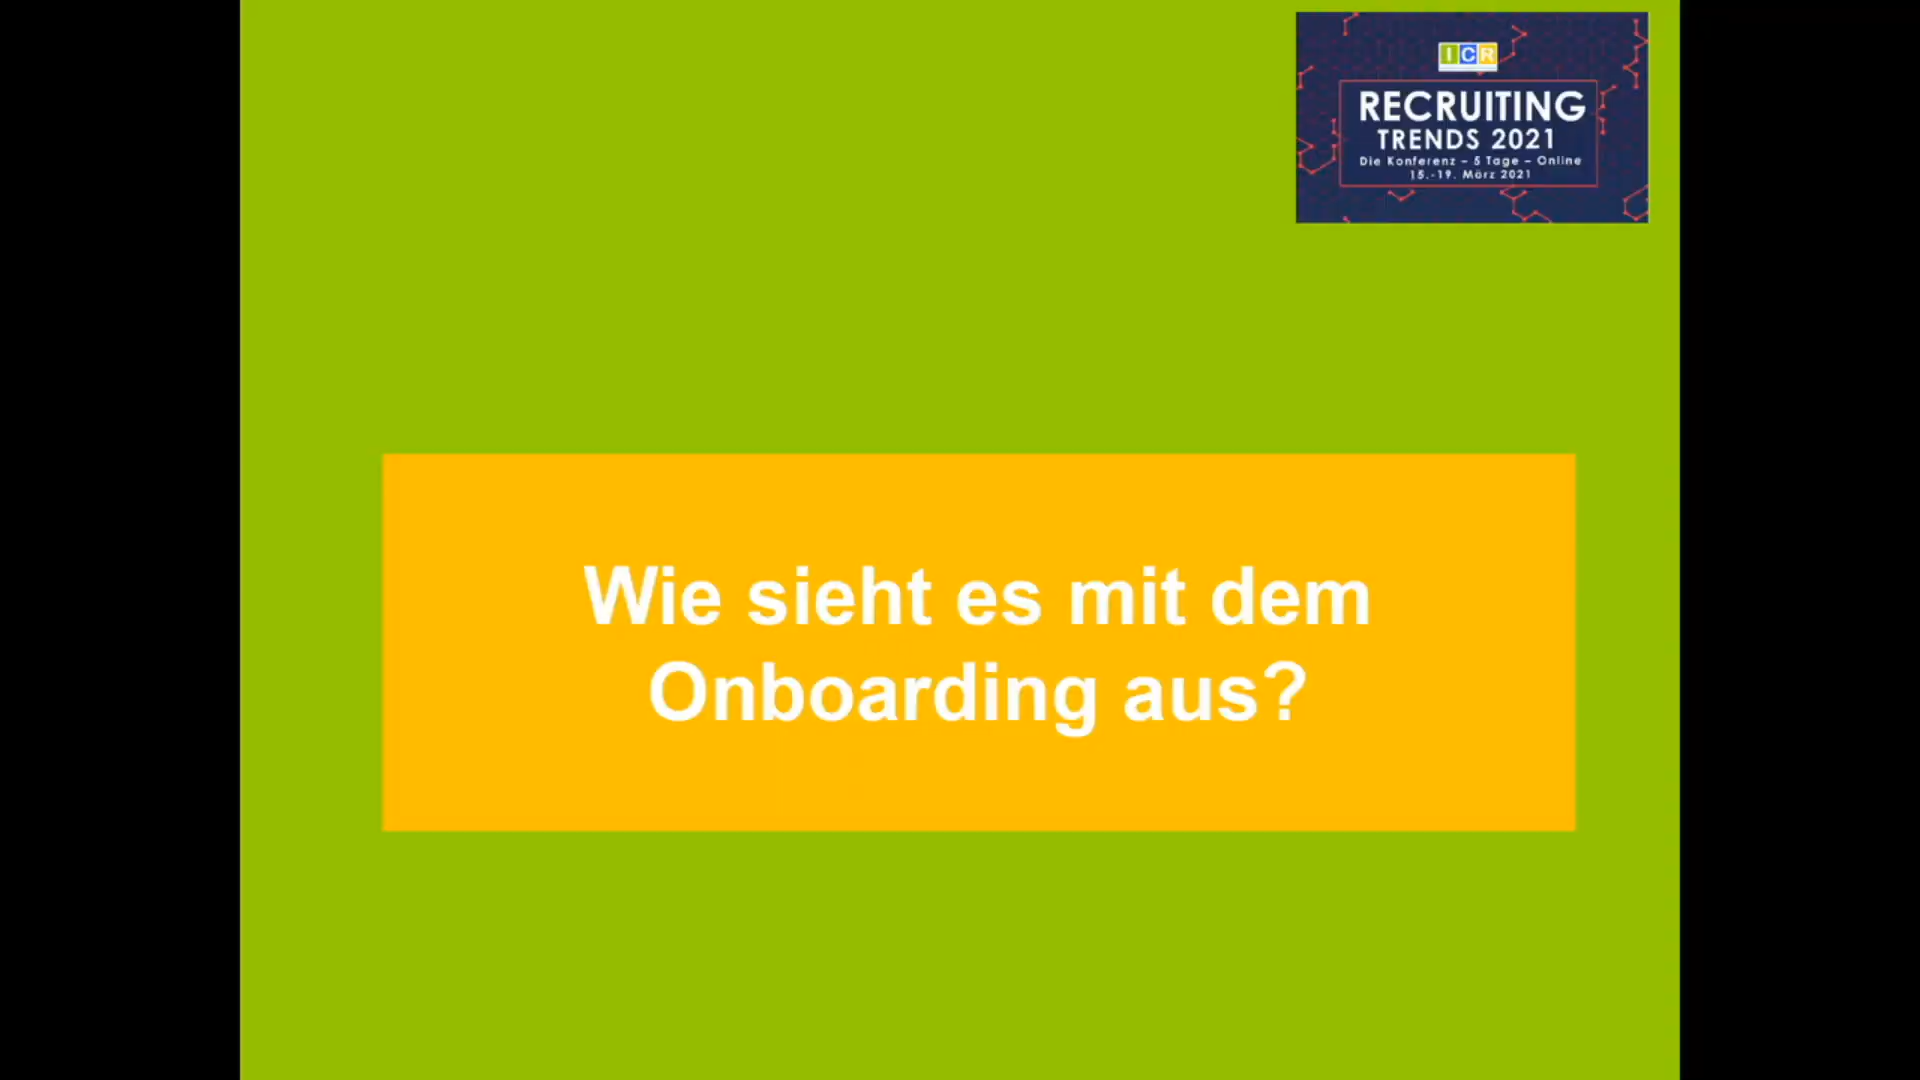 ICR
RECRUITING
TRENDS 2021
Die Konferenz – 5 Tage – Online
15.-19. März 2021
Wie sieht es mit dem
Onboarding aus?